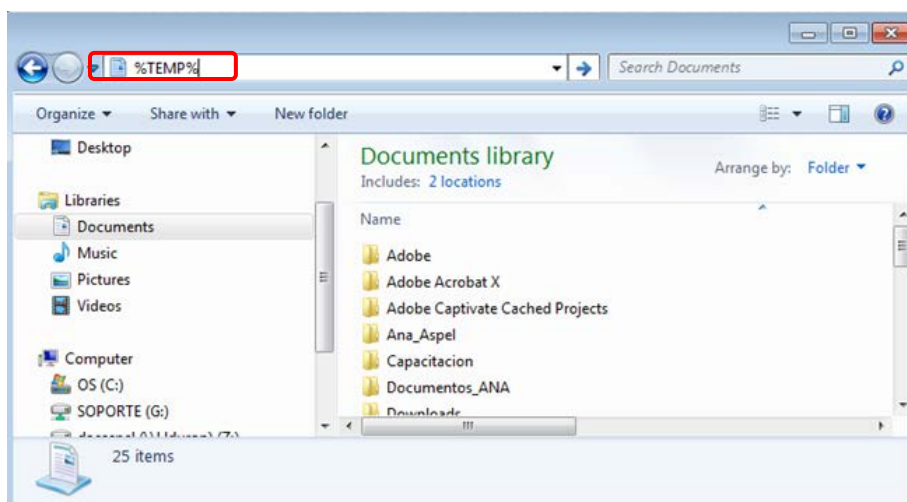 %TEMP%
Search Documents
Organize
Share with
New folder
Desktop
Libraries
Documents
Music
Pictures
Videos
Computer
OS (C:)
SOPORTE (G:)
Documents library
Includes: 2 locations
Arrange by: Folder
Name
Adobe
Adobe Acrobat X
Adobe Captivate Cached Projects
Ana_Aspel
Capacitacion
Documentos_ANA
Downloads
25 items